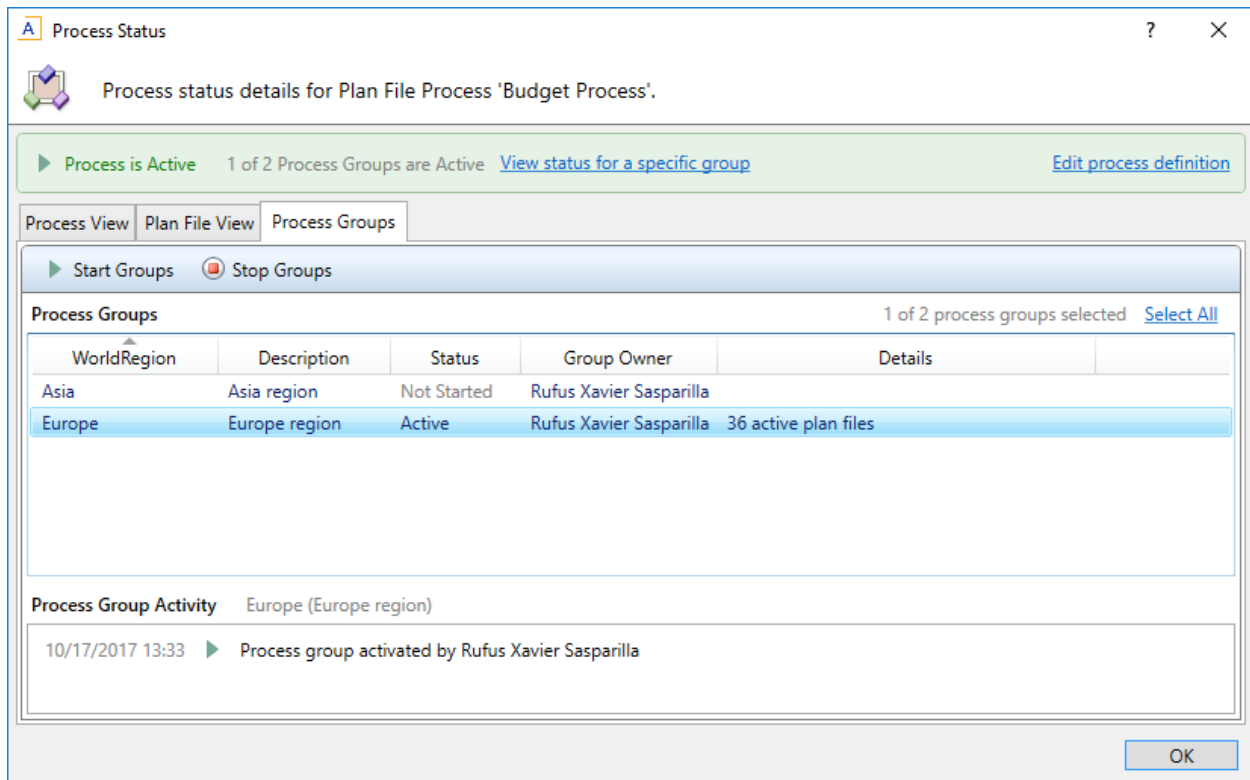 A Process Status ?
Process status details for Plan File Process 'Budget Process'.
Process is Active 1 of 2 Process Groups are Active View status for a specific group Edit process definition
Process View Plan File View Process Groups
Start Groups Stop Groups
Process Groups 1 of 2 process groups selected Select All
WorldRegion Description Status Group Owner Details
Asia Asia region Not Started Rufus Xavier Sasparilla
Europe Europe region Active Rufus Xavier Sasparilla 36 active plan files
Process Group Activity Europe (Europe region)
10/17/2017 13:33 Process group activated by Rufus Xavier Sasparilla
OK